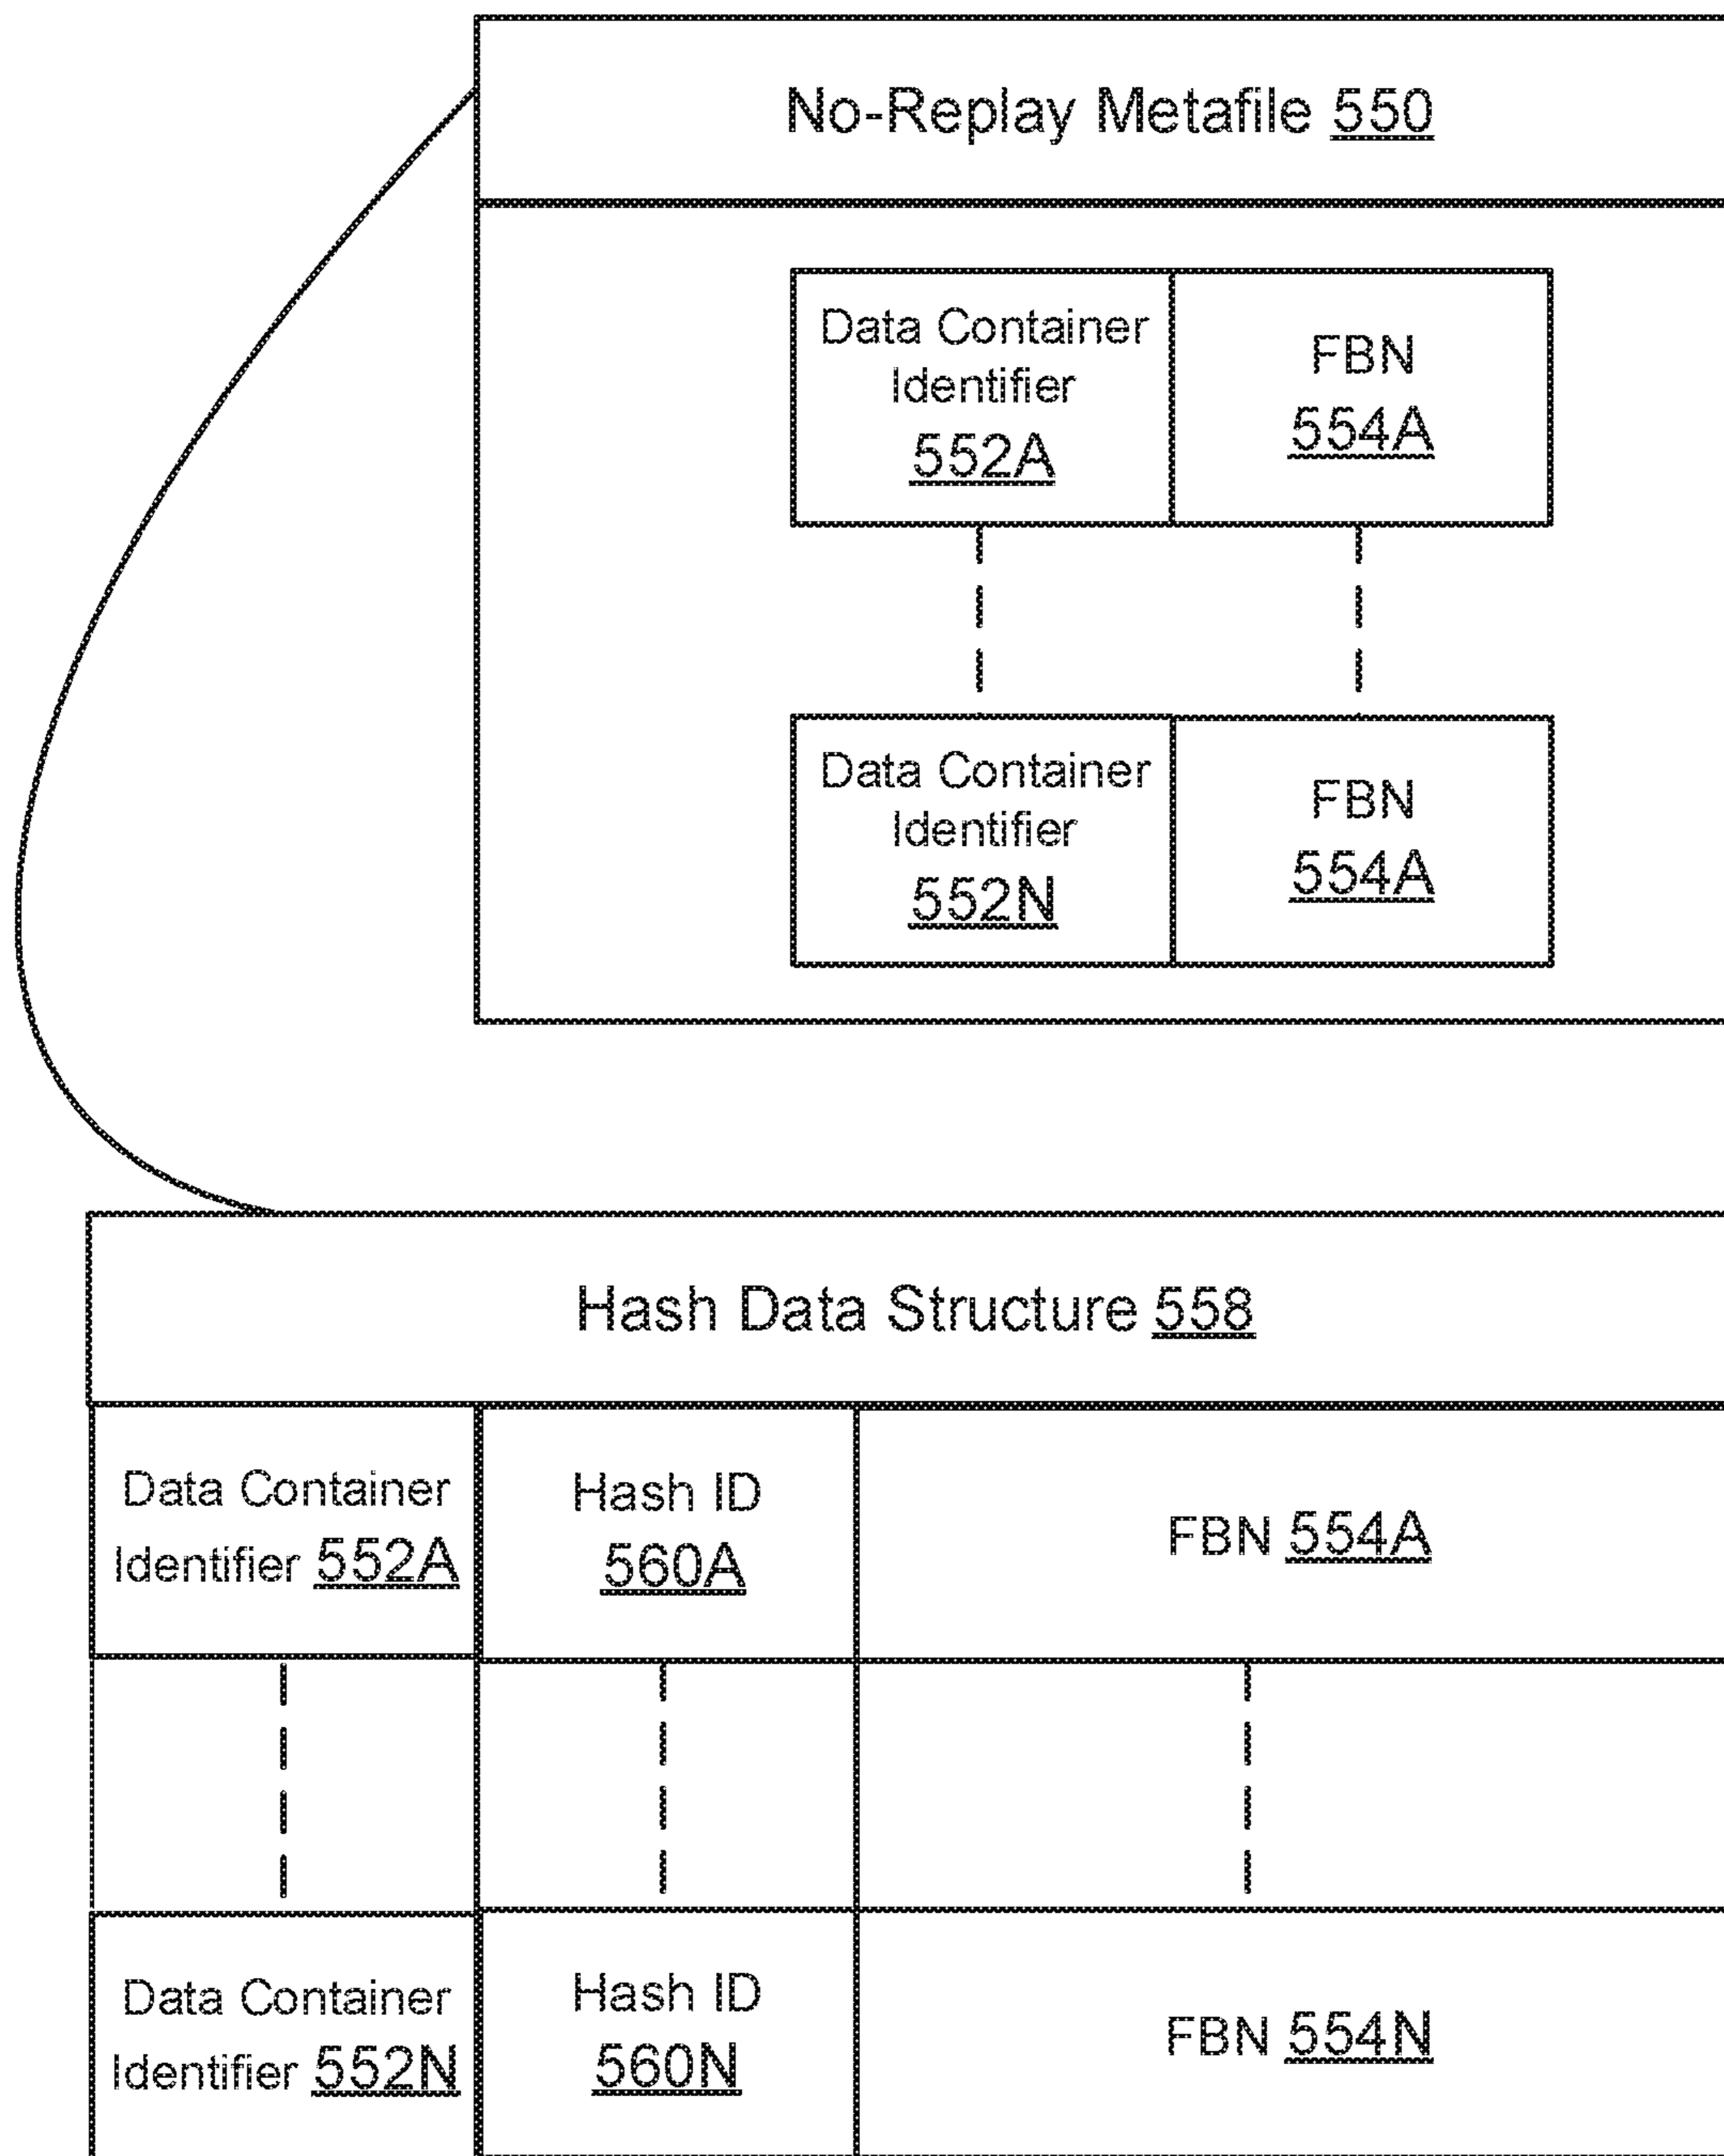 No-Replay Metafile 550
Data Container
Identifier
552A
FBN
554A
Data Container
Identifier
552N
FBN
554A
Hash Data Structure 558
Data Container
Identifier 552A
Hash ID
560A
FBN 554A
Data Container
Identifier 552N
Hash ID
560N
FBN 554N